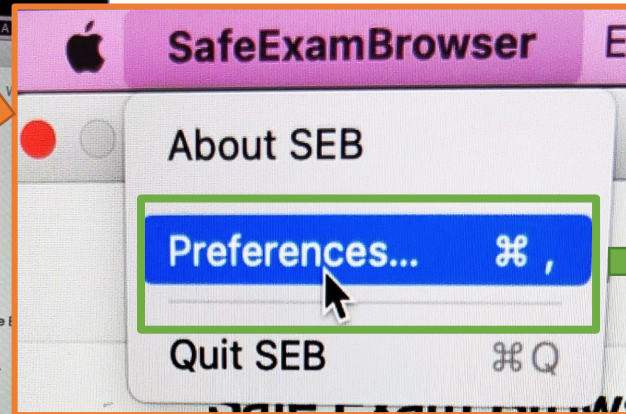 SafeExamBrowser
About SEB
Preferences... ⌘ ,
Quit SEB ⌘Q